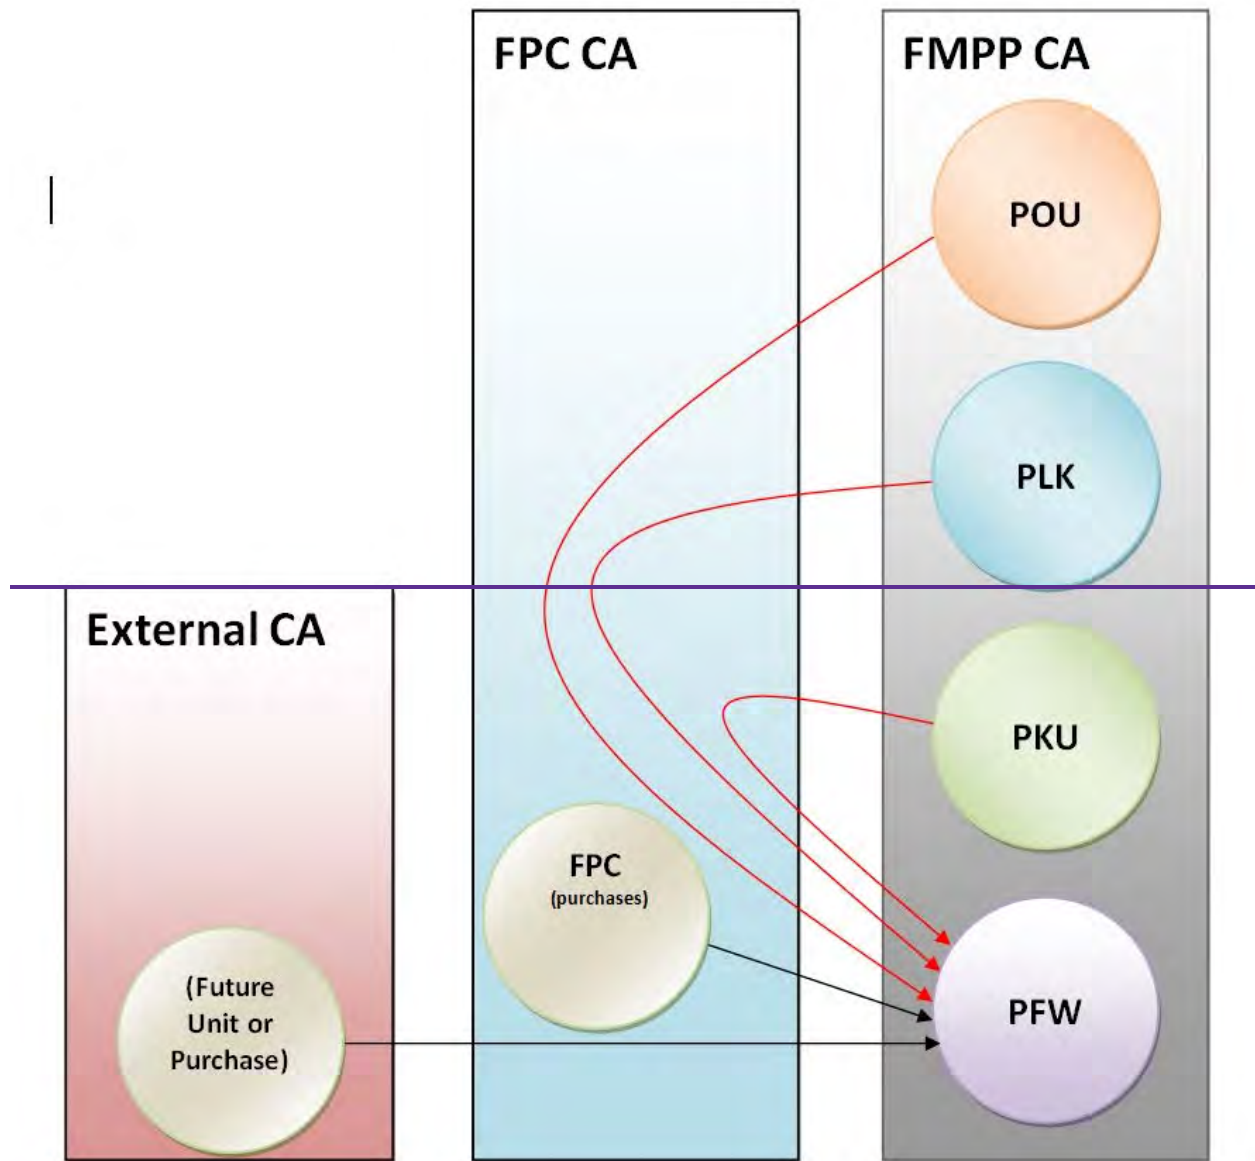 FPC CA
FMPP CA
POU
PLK
External CA
PKU
FPC
(purchases)
(Future
Unit or
Purchase)
PFW